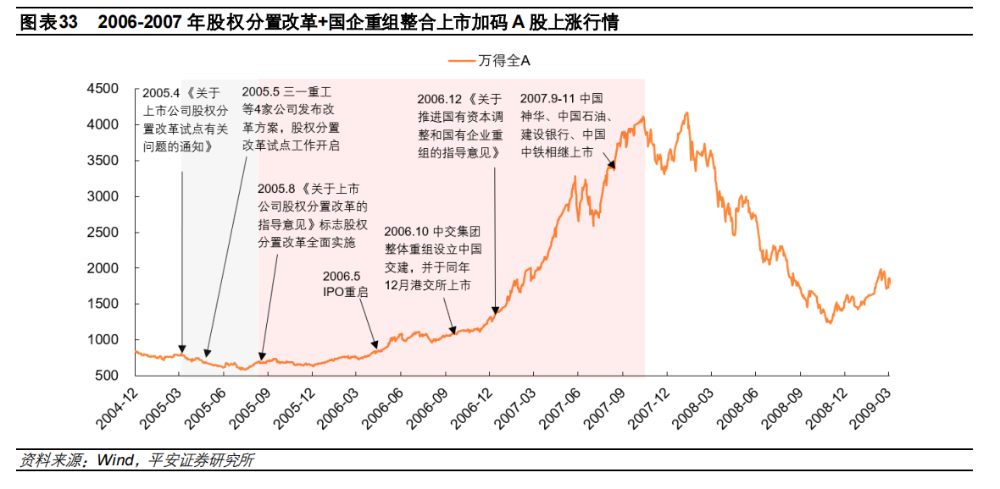 图表33 2006-2007 年股权分置改革+国企重组整合上市加码 A 股上涨行情
万得全A
4500
4000
3500
3000
2500
2000
1500
1000
500
2005.4 《关于
上市公司股权分
置改革试点有关
问题的通知》
2005.5 三一重工
等4家公司发布改
革方案，股权分置
改革试点工作开启
2005.8 《关于上市
公司股权分置改革的
指导意见》标志股权
分置改革全面实施
2006.5
IPO重启
2006.10 中交集团
整体重组设立中国
交建，并于同年
12月港交所上市
2006.12 《关于
推进国有资本调
整和国有企业重
组的指导意见》
2007.9-11 中国
神华、中国石油、
建设银行、中国
中铁相继上市
2004-12
2005-03
2005-06
2005-09
2005-12
2006-03
2006-06
2006-09
2006-12
2007-03
2007-06
2007-09
2007-12
2008-03
2008-06
2008-09
2008-12
2009-03
资料来源：Wind，平安证券研究所